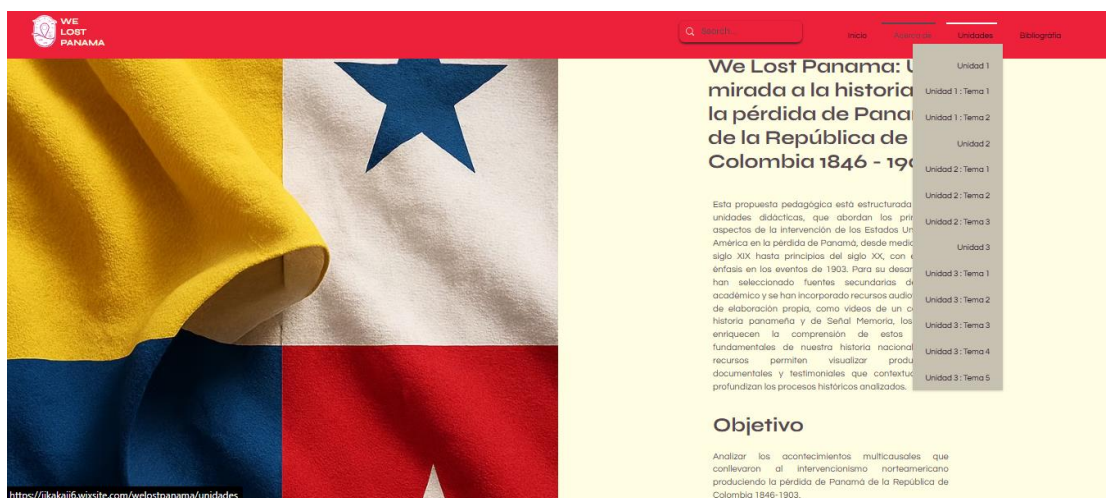 WE
LOST
PANAMA
Search...
Inicio
Acerca de
Unidades
Bibliografía
We Lost Panama: U
mirada a la historia
la pérdida de Pana
de la República de
Colombia 1846 - 190
Esta propuesta pedagógica está estructurada
unidades didácticas, que abordan los pri
aspectos de la intervención de los Estados Un
América en la pérdida de Panamá, desde medi
siglo XIX hasta principios del siglo XX, con
énfasis en los eventos de 1903. Para su desar
han seleccionado fuentes secundarias d
académico y se han incorporado recursos audio
de elaboración propia, como videos de un c
historia panameña y de Señal Memoria, los
enriquecen la comprensión de estos
fundamentales de nuestra historia nacional
recursos permiten visualizar produ
documentales y testimoniales que contextu
profundizan los procesos históricos analizados.
Objetivo
Analizar los acontecimientos multicausales que
conllevaron al intervencionismo norteamericano
produciendo la pérdida de Panamá de la República de
Colombia 1846-1903.
Unidad 1
Unidad 1 : Tema 1
Unidad 1 : Tema 2
Unidad 2
Unidad 2 : Tema 1
Unidad 2 : Tema 2
Unidad 2 : Tema 3
Unidad 3
Unidad 3 : Tema 1
Unidad 3 : Tema 2
Unidad 3 : Tema 3
Unidad 3 : Tema 4
Unidad 3 : Tema 5
https://jikakaji6.wixsite.com/welostpanama/unidades